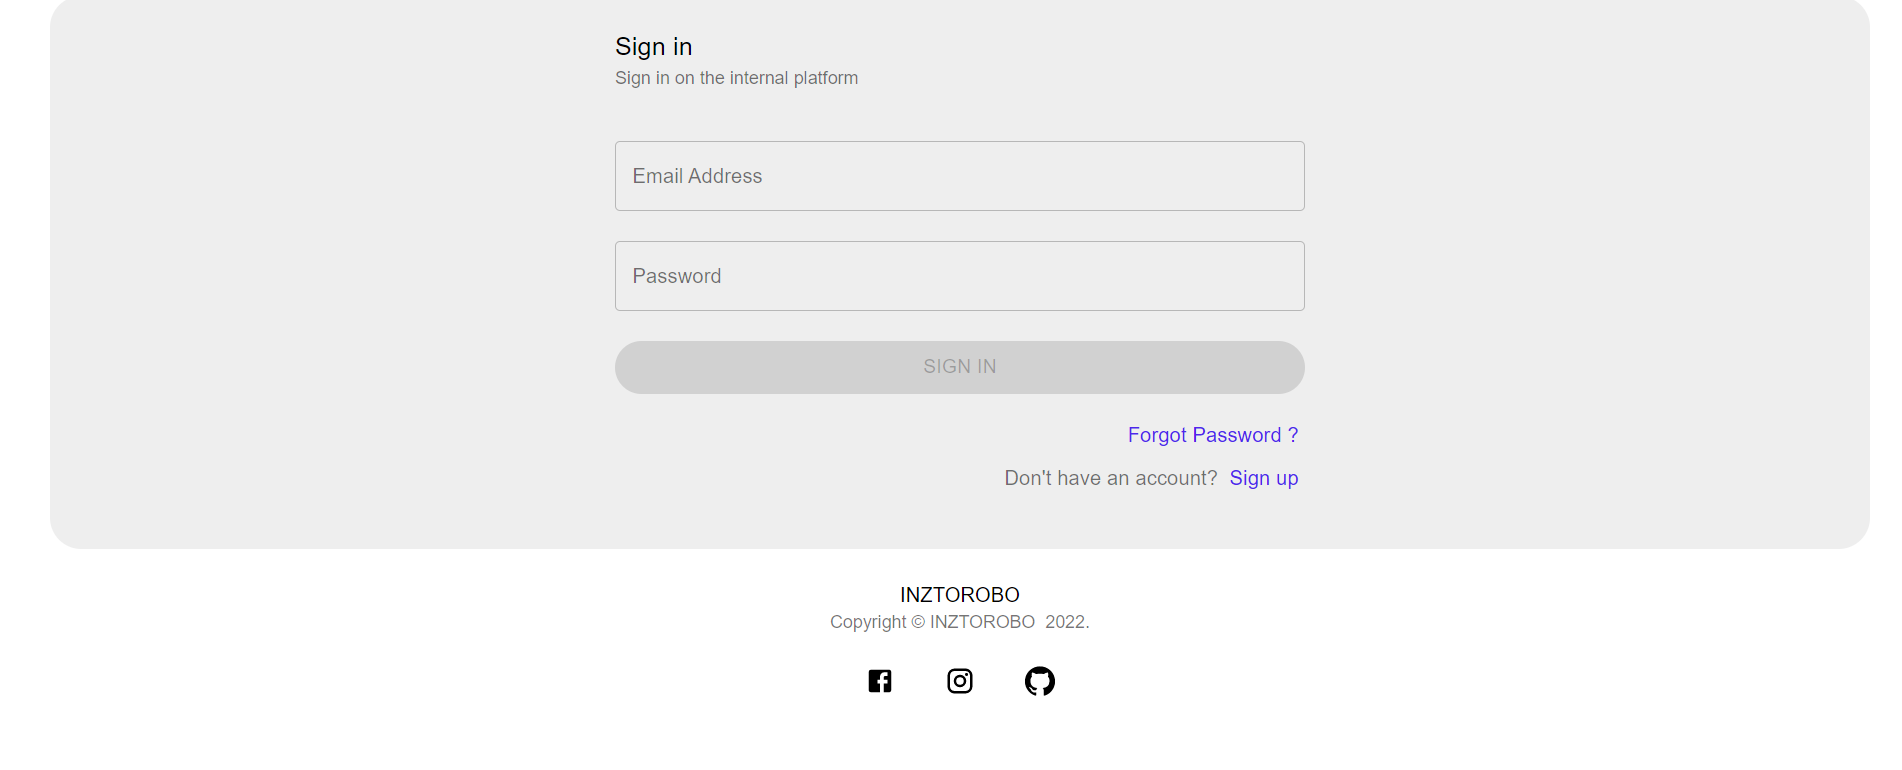 Sign in
Sign in on the internal platform
Email Address
Password
SIGN IN
Forgot Password ?
Don't have an account? Sign up
INZTOROBO
Copyright © INZTOROBO 2022.